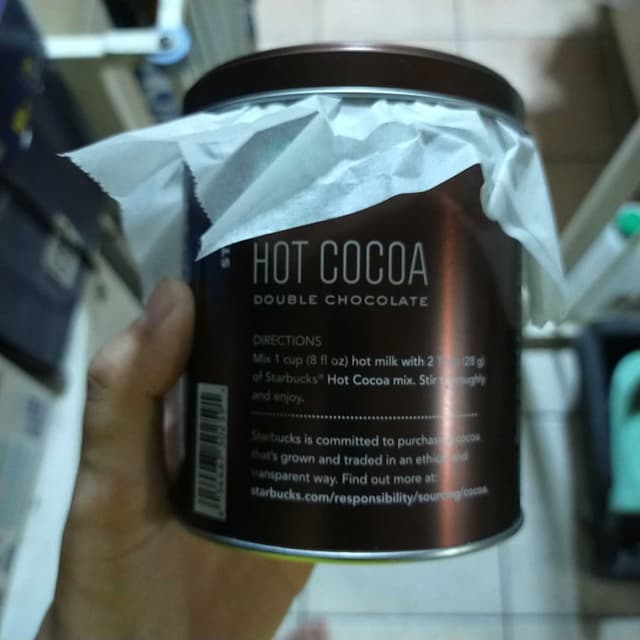 HOT COCOA
DOUBLE CHOCOLATE
DIRECTIONS
Mix 1 cup (8 fl oz) hot milk with 2 (28 g)
of Starbucks® Hot Cocoa mix. Stir thoroughly
and enjoy.
Starbucks is committed to purchasing cocoa
that's grown and traded in an ethical and
transparent way. Find out more at:
starbucks.com/responsibility/sourcing/cocoa